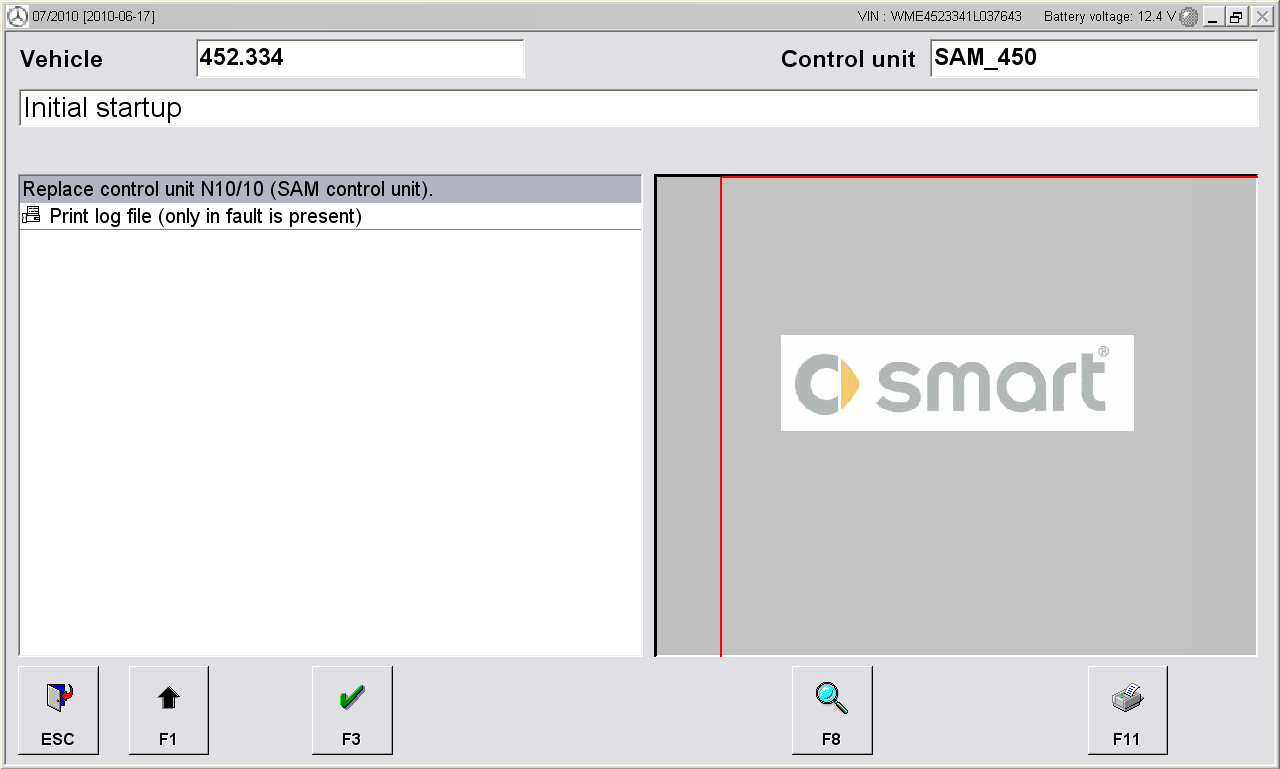 07/2010 [2010-06-17] VIN : WME4523341L037643 Battery voltage: 12.4 V
Vehicle 452.334 Control unit SAM_450
Initial startup
Replace control unit N10/10 (SAM control unit).
Print log file (only in fault is present)
smart®
ESC F1 F3 F8 F11